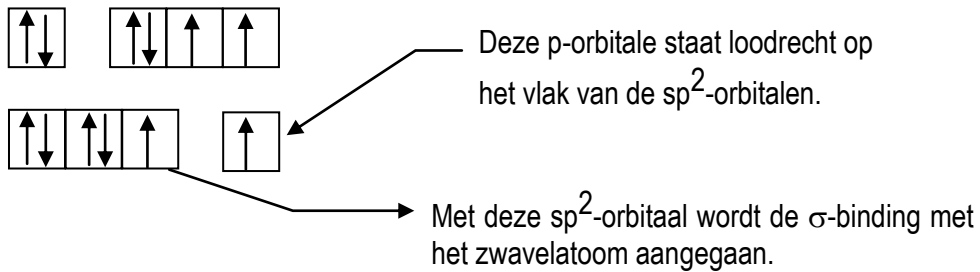 Deze p-orbitale staat loodrecht op
het vlak van de sp²-orbitalen.
Met deze sp²-orbitaal wordt de σ-binding met
het zwavelatoom aangegaan.